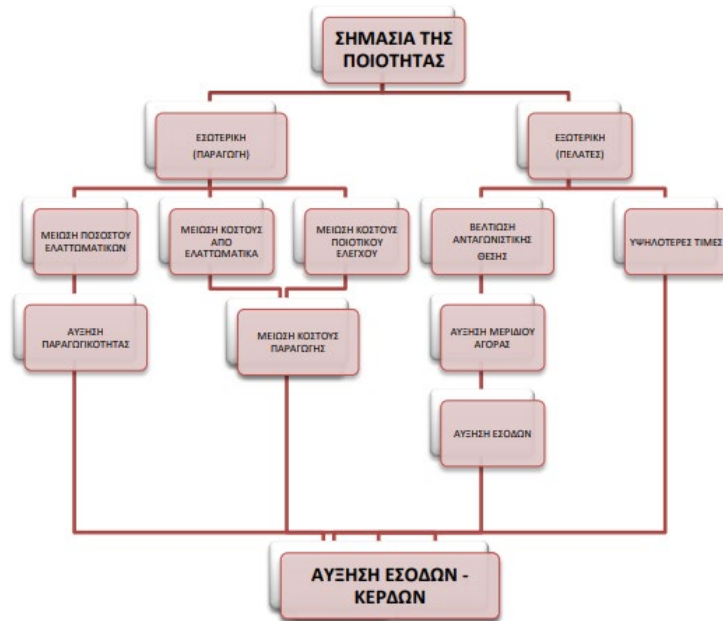 ΣΗΜΑΣΙΑ ΤΗΣ
ΠΟΙΟΤΗΤΑΣ
ΕΣΩΤΕΡΙΚΗ
(ΠΑΡΑΓΩΓΗ)
ΕΞΩΤΕΡΙΚΗ
(ΠΕΛΑΤΕΣ)
ΜΕΙΩΣΗ ΠΟΣΟΣΤΟΥ
ΕΛΑΤΤΩΜΑΤΙΚΩΝ
ΜΕΙΩΣΗ ΚΟΣΤΟΥΣ
ΑΠΟ
ΕΛΑΤΤΩΜΑΤΙΚΑ
ΜΕΙΩΣΗ ΚΟΣΤΟΥΣ
ΠΟΙΟΤΙΚΟΥ
ΕΛΕΓΧΟΥ
ΒΕΛΤΙΩΣΗ
ΑΝΤΑΓΩΝΙΣΤΙΚΗΣ
ΘΕΣΗΣ
ΥΨΗΛΟΤΕΡΕΣ ΤΙΜΕΣ
ΑΥΞΗΣΗ
ΠΑΡΑΓΩΓΙΚΟΤΗΤΑΣ
ΜΕΙΩΣΗ ΚΟΣΤΟΥΣ
ΠΑΡΑΓΩΓΗΣ
ΑΥΞΗΣΗ ΜΕΡΙΔΙΟΥ
ΑΓΟΡΑΣ
ΑΥΞΗΣΗ ΕΣΟΔΩΝ
ΑΥΞΗΣΗ ΕΣΟΔΩΝ -
ΚΕΡΔΩΝ